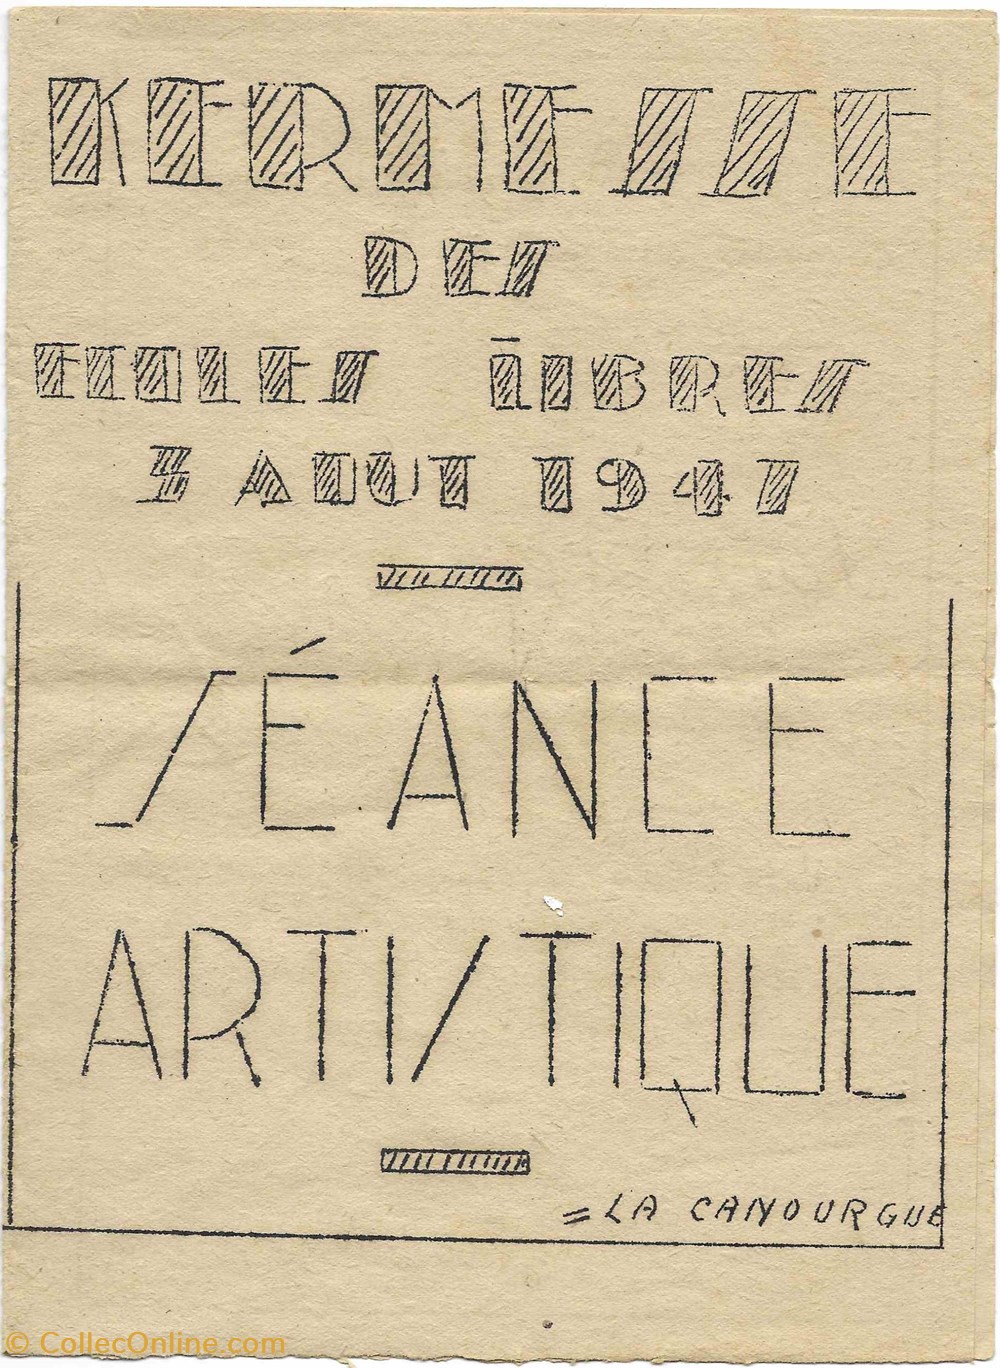 KERMESSE
DES
ECOLES LIBRES
3 AOUT 1947
SÉANCE
ARTISTIQUE
= LA CANOURGUE
© CollecOnline.com